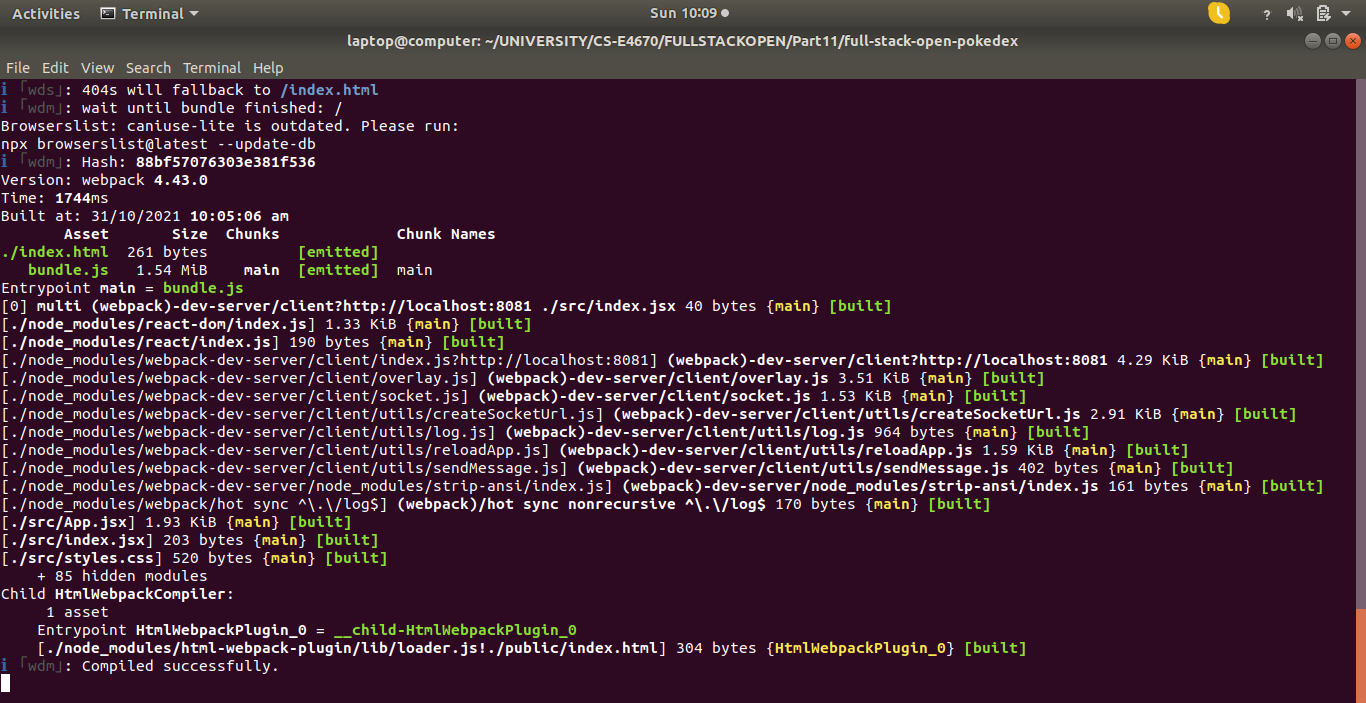 Activities Terminal Sun 10:09
laptop@computer: ~/UNIVERSITY/CS-E4670/FULLSTACKOPEN/Part11/full-stack-open-pokedex
File Edit View Search Terminal Help
ℹ ｢wds｣: 404s will fallback to /index.html
ℹ ｢wdm｣: wait until bundle finished: /
Browserslist: caniuse-lite is outdated. Please run:
npx browserslist@latest --update-db
ℹ ｢wdm｣: Hash: 88bf57076303e381f536
Version: webpack 4.43.0
Time: 1744ms
Built at: 31/10/2021 10:05:06 am
Asset Size Chunks Chunk Names
./index.html 261 bytes [emitted]
bundle.js 1.54 MiB main [emitted] main
Entrypoint main = bundle.js
[0] multi (webpack)-dev-server/client?http://localhost:8081 ./src/index.jsx 40 bytes {main} [built]
[./node_modules/react-dom/index.js] 1.33 KiB {main} [built]
[./node_modules/react/index.js] 190 bytes {main} [built]
[./node_modules/webpack-dev-server/client/index.js?http://localhost:8081] (webpack)-dev-server/client?http://localhost:8081 4.29 KiB {main} [built]
[./node_modules/webpack-dev-server/client/overlay.js] (webpack)-dev-server/client/overlay.js 3.51 KiB {main} [built]
[./node_modules/webpack-dev-server/client/socket.js] (webpack)-dev-server/client/socket.js 1.53 KiB {main} [built]
[./node_modules/webpack-dev-server/client/utils/createSocketUrl.js] (webpack)-dev-server/client/utils/createSocketUrl.js 2.91 KiB {main} [built]
[./node_modules/webpack-dev-server/client/utils/log.js] (webpack)-dev-server/client/utils/log.js 964 bytes {main} [built]
[./node_modules/webpack-dev-server/client/utils/reloadApp.js] (webpack)-dev-server/client/utils/reloadApp.js 1.59 KiB {main} [built]
[./node_modules/webpack-dev-server/client/utils/sendMessage.js] (webpack)-dev-server/client/utils/sendMessage.js 402 bytes {main} [built]
[./node_modules/webpack-dev-server/node_modules/strip-ansi/index.js] (webpack)-dev-server/node_modules/strip-ansi/index.js 161 bytes {main} [built]
[./node_modules/webpack/hot sync ^\.\/log$] (webpack)/hot sync nonrecursive ^\.\/log$ 170 bytes {main} [built]
[./src/App.jsx] 1.93 KiB {main} [built]
[./src/index.jsx] 203 bytes {main} [built]
[./src/styles.css] 520 bytes {main} [built]
+ 85 hidden modules
Child HtmlWebpackCompiler:
1 asset
Entrypoint HtmlWebpackPlugin_0 = __child-HtmlWebpackPlugin_0
[./node_modules/html-webpack-plugin/lib/loader.js!./public/index.html] 304 bytes {HtmlWebpackPlugin_0} [built]
ℹ ｢wdm｣: Compiled successfully.